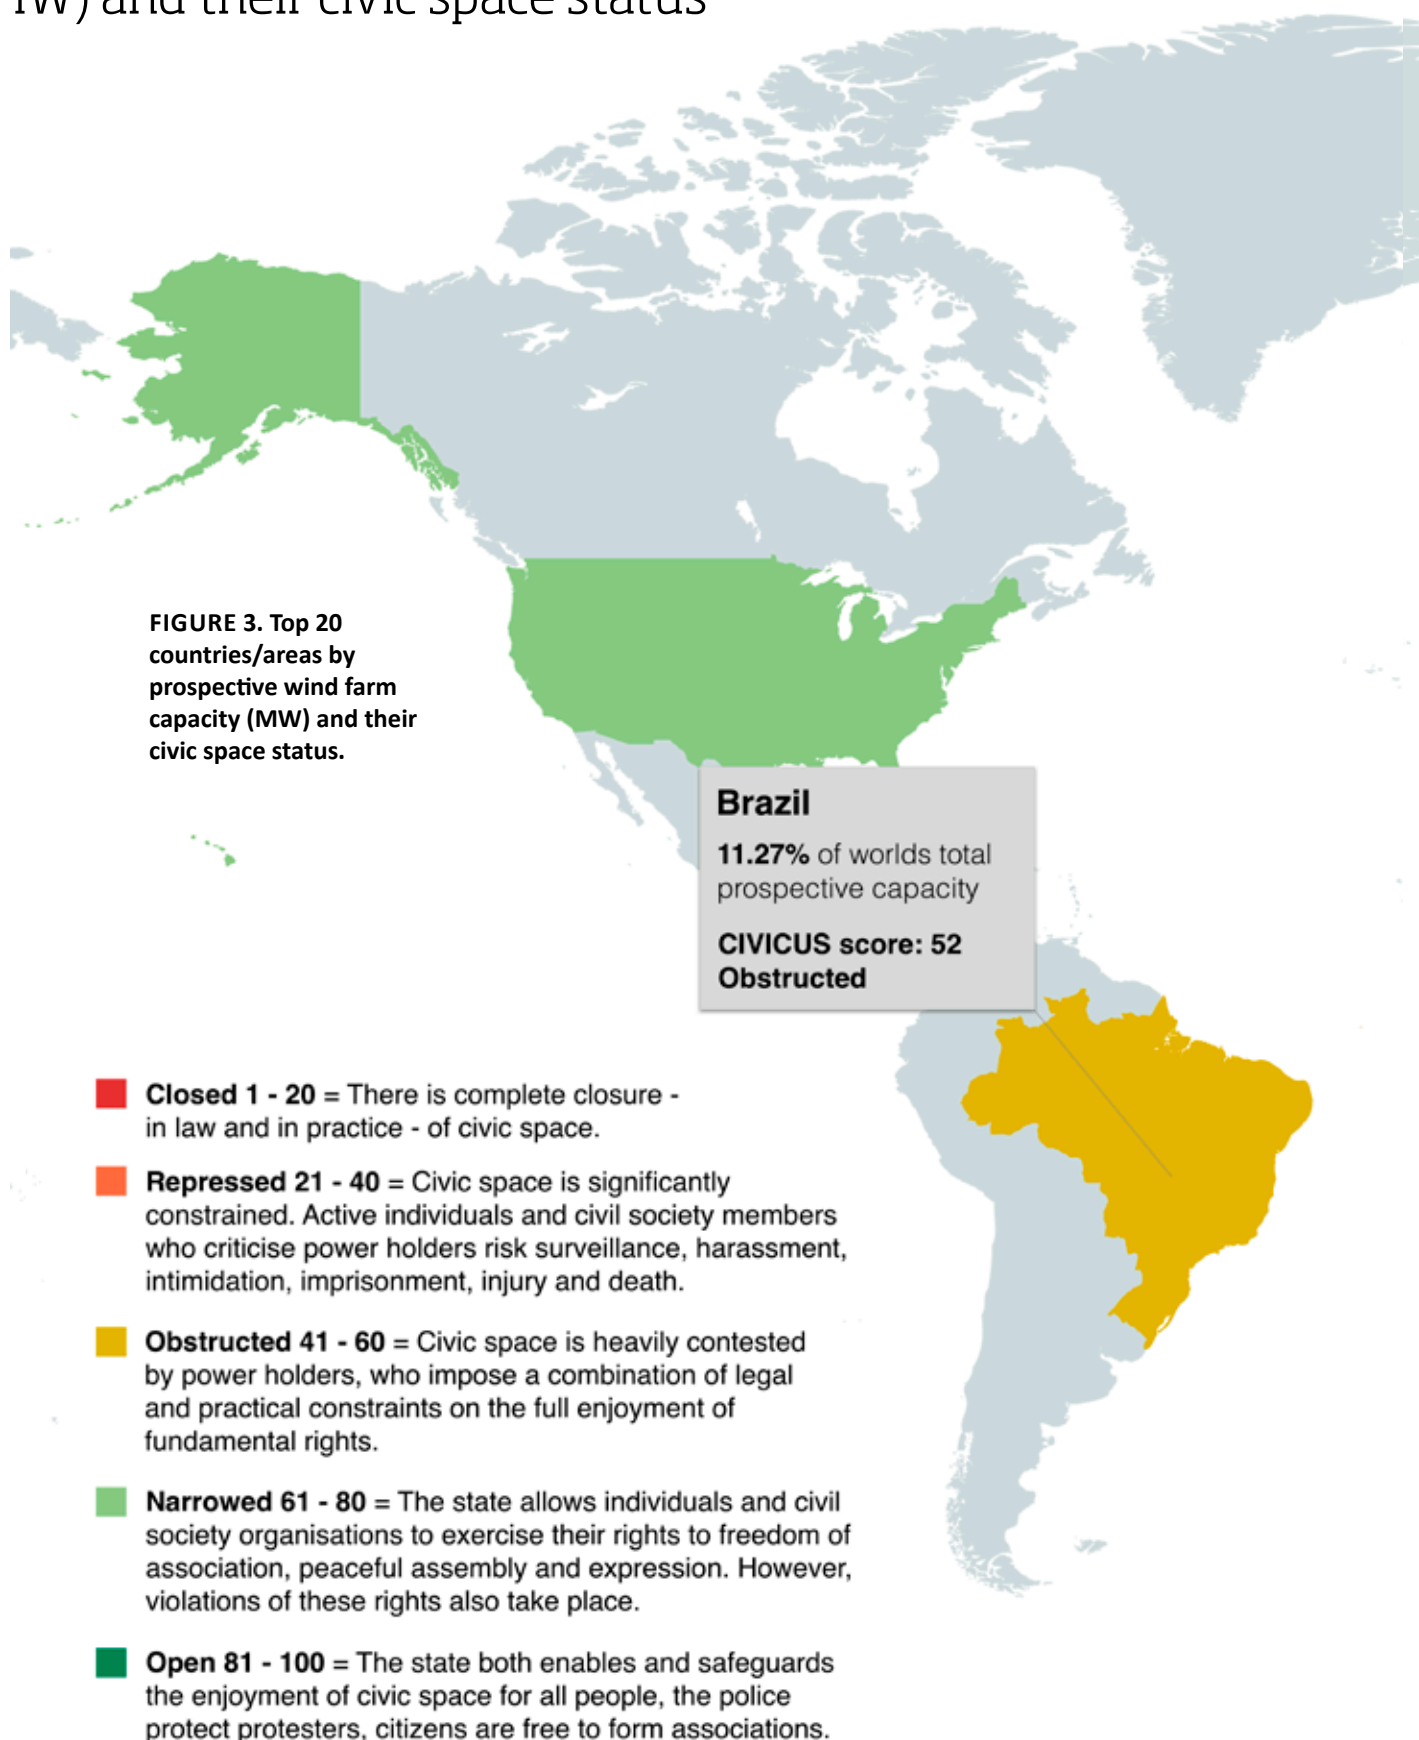 and their civic space status
FIGURE 3. Top 20
countries/areas by
prospective wind farm
capacity (MW) and their
civic space status.
Brazil
11.27% of worlds total
prospective capacity
CIVICUS score: 52
Obstructed
Closed 1 - 20 = There is complete closure -
in law and in practice - of civic space.
Repressed 21 - 40 = Civic space is significantly
constrained. Active individuals and civil society members
who criticise power holders risk surveillance, harassment,
intimidation, imprisonment, injury and death.
Obstructed 41 - 60 = Civic space is heavily contested
by power holders, who impose a combination of legal
and practical constraints on the full enjoyment of
fundamental rights.
Narrowed 61 - 80 = The state allows individuals and civil
society organisations to exercise their rights to freedom of
association, peaceful assembly and expression. However,
violations of these rights also take place.
Open 81 - 100 = The state both enables and safeguards
the enjoyment of civic space for all people, the police
protect protesters, citizens are free to form associations.